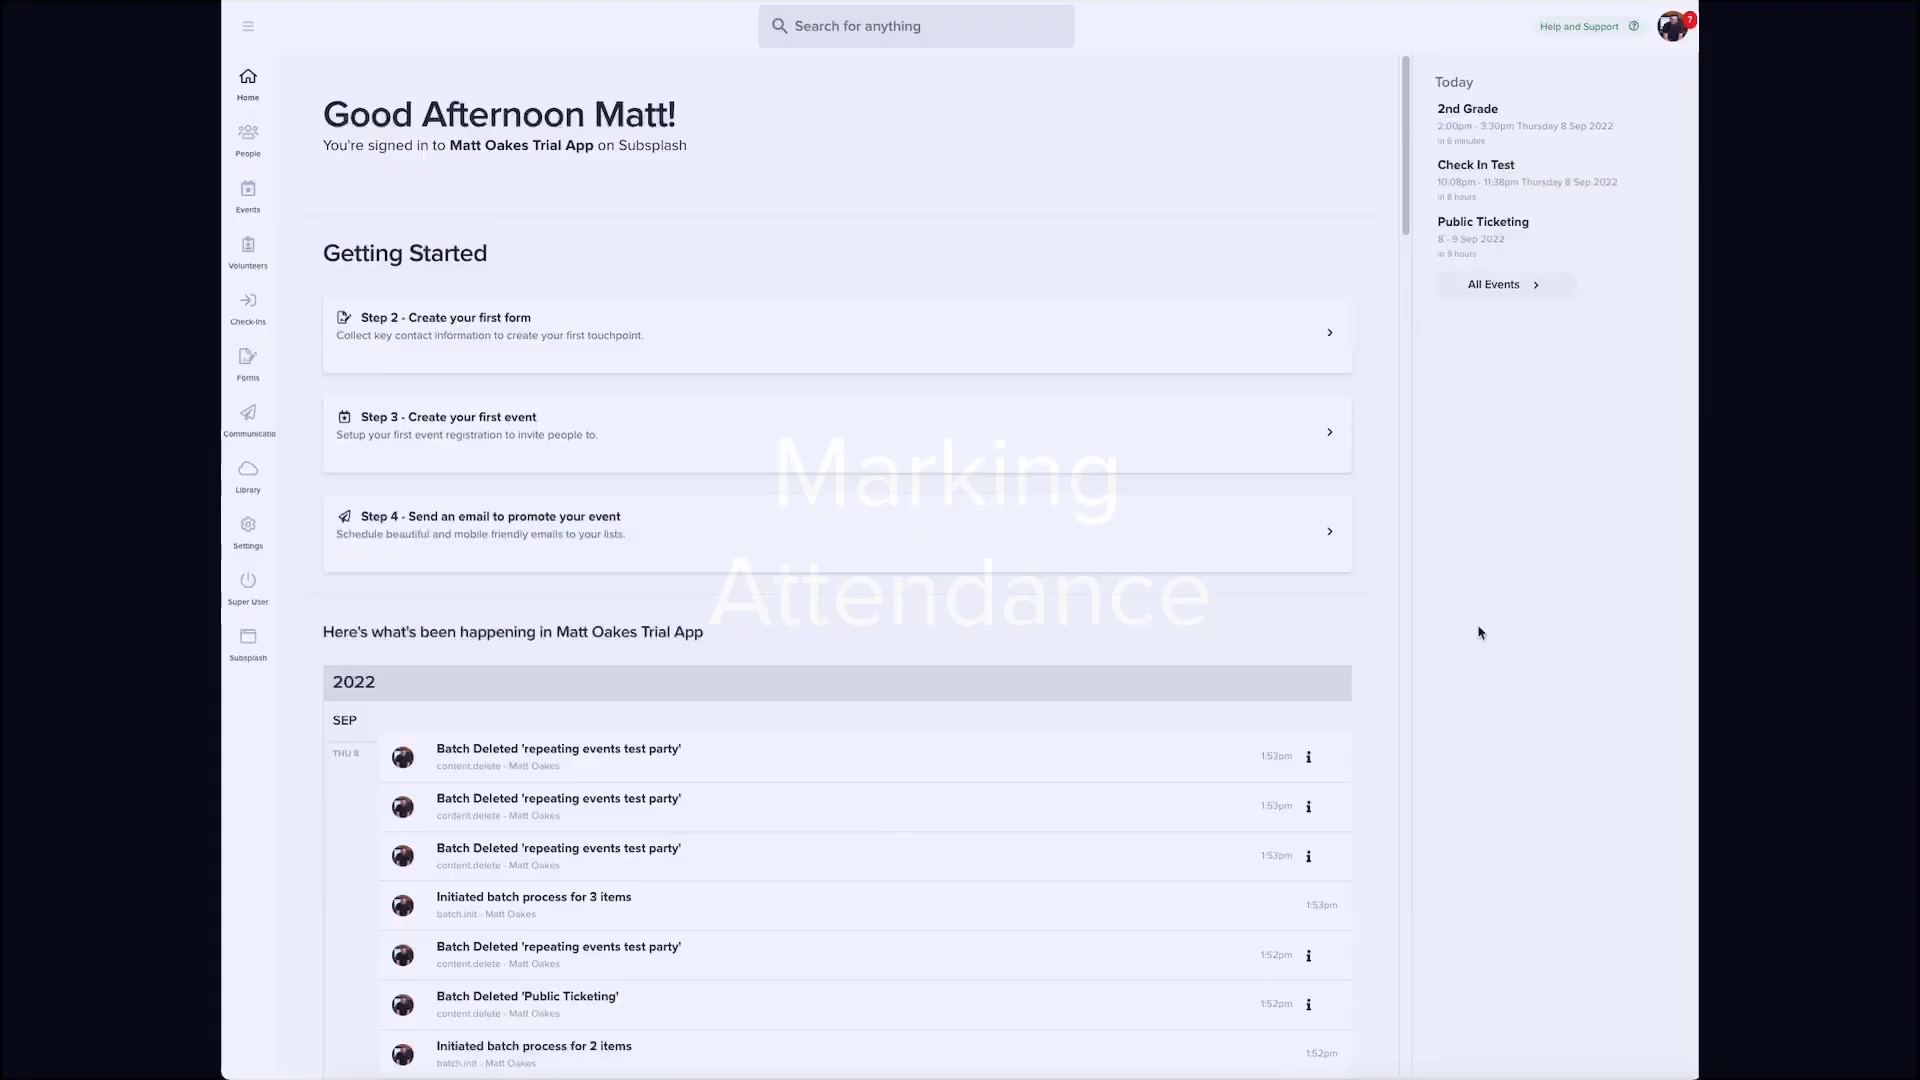 Search for anything
Help and Support
7
Home
People
Events
Volunteers
Check-Ins
Forms
Communicatio
Library
Settings
Super User
Subsplash
Good Afternoon Matt!
You're signed in to Matt Oakes Trial App on Subsplash
Getting Started
Step 2 - Create your first form
Collect key contact information to create your first touchpoint.
Step 3 - Create your first event
Setup your first event registration to invite people to.
Step 4 - Send an email to promote your event
Schedule beautiful and mobile friendly emails to your lists.
Marking
Attendance
Here's what's been happening in Matt Oakes Trial App
2022
SEP
THU 8
Batch Deleted 'repeating events test party'
content.delete - Matt Oakes
1:53pm
Batch Deleted 'repeating events test party'
content.delete - Matt Oakes
1:53pm
Batch Deleted 'repeating events test party'
content.delete - Matt Oakes
1:53pm
Initiated batch process for 3 items
batch.init - Matt Oakes
1:53pm
Batch Deleted 'repeating events test party'
content.delete - Matt Oakes
1:52pm
Batch Deleted 'Public Ticketing'
content.delete - Matt Oakes
1:52pm
Initiated batch process for 2 items
batch.init - Matt Oakes
1:52pm
Today
2nd Grade
2:00pm - 3:30pm Thursday 8 Sep 2022
in 6 minutes
Check In Test
10:08pm - 11:38pm Thursday 8 Sep 2022
in 8 hours
Public Ticketing
8 - 9 Sep 2022
in 9 hours
All Events